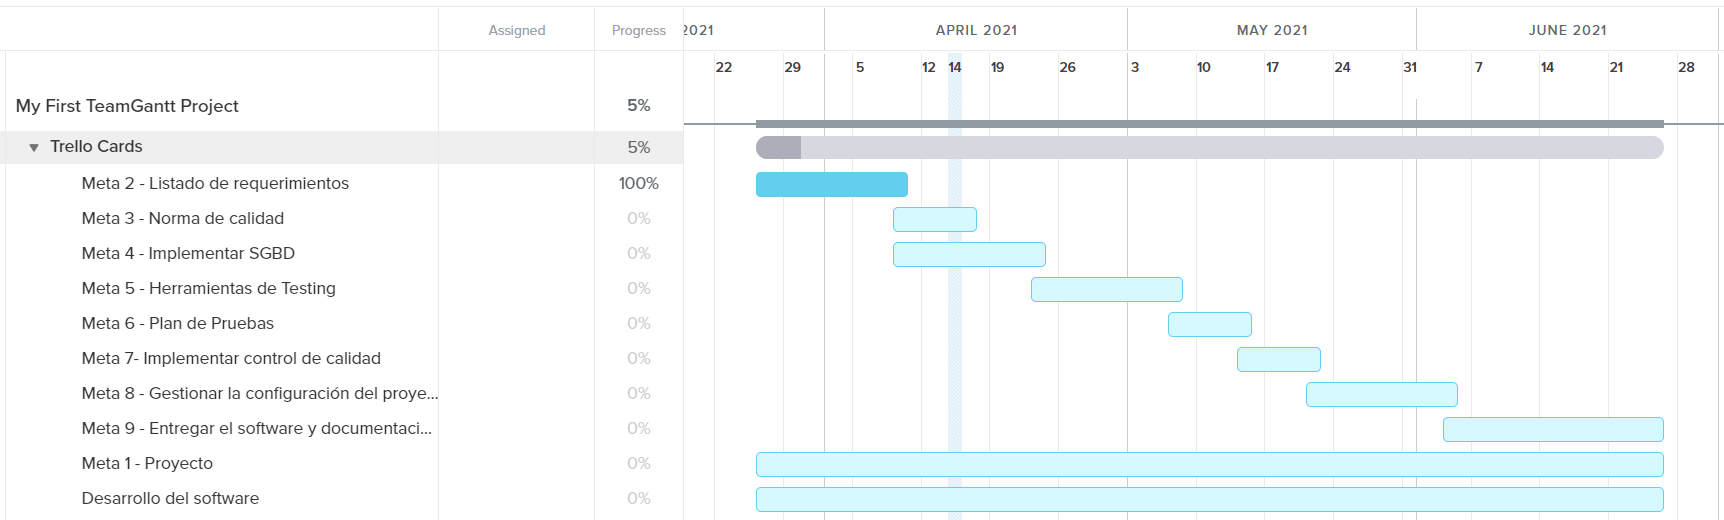 Assigned Progress 2021 APRIL 2021 MAY 2021 JUNE 2021
22 29 5 12 14 19 26 3 10 17 24 31 7 14 21 28
My First TeamGantt Project 5%
Trello Cards 5%
Meta 2 - Listado de requerimientos 100%
Meta 3 - Norma de calidad 0%
Meta 4 - Implementar SGBD 0%
Meta 5 - Herramientas de Testing 0%
Meta 6 - Plan de Pruebas 0%
Meta 7- Implementar control de calidad 0%
Meta 8 - Gestionar la configuración del proye... 0%
Meta 9 - Entregar el software y documentaci... 0%
Meta 1 - Proyecto 0%
Desarrollo del software 0%